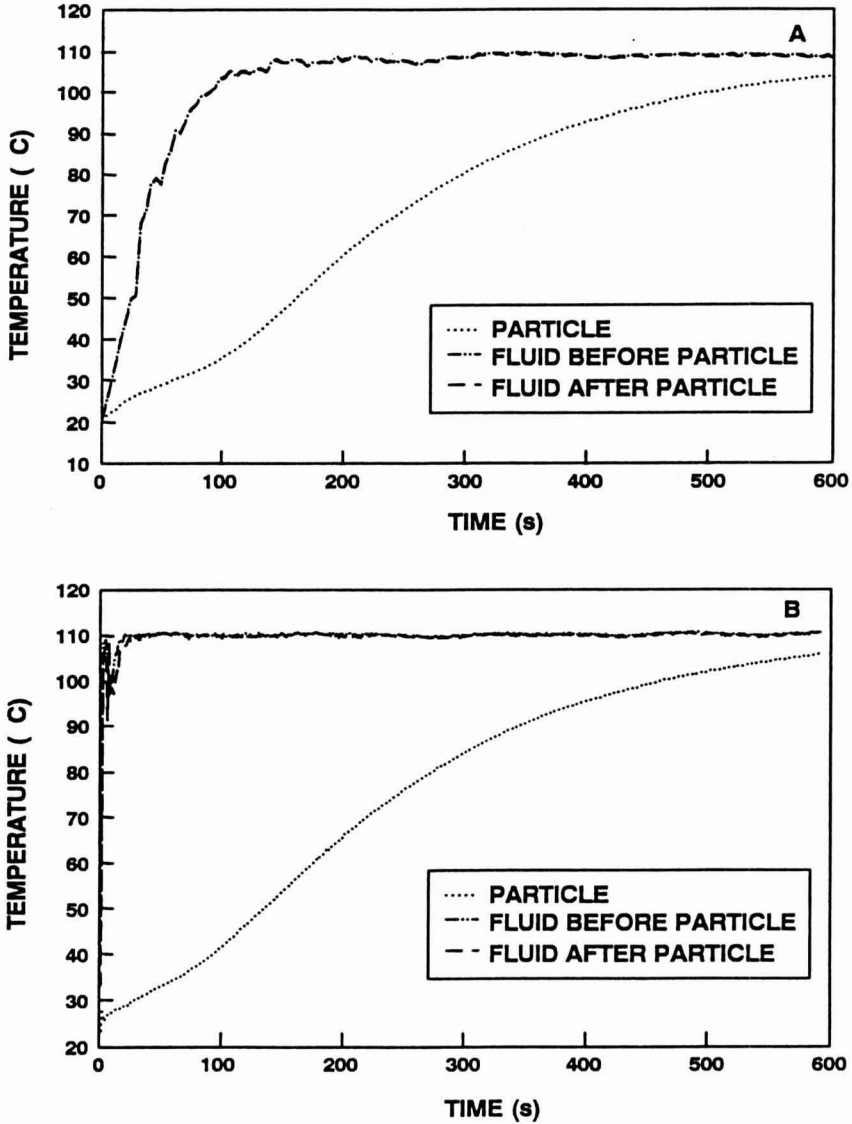 A
120
110
100
90
80
70
60
50
40
30
20
10
TEMPERATURE ( C)
PARTICLE
FLUID BEFORE PARTICLE
FLUID AFTER PARTICLE
0 100 200 300 400 500 600
TIME (s)
B
120
110
100
90
80
70
60
50
40
30
20
TEMPERATURE ( C)
PARTICLE
FLUID BEFORE PARTICLE
FLUID AFTER PARTICLE
0 100 200 300 400 500 600
TIME (s)